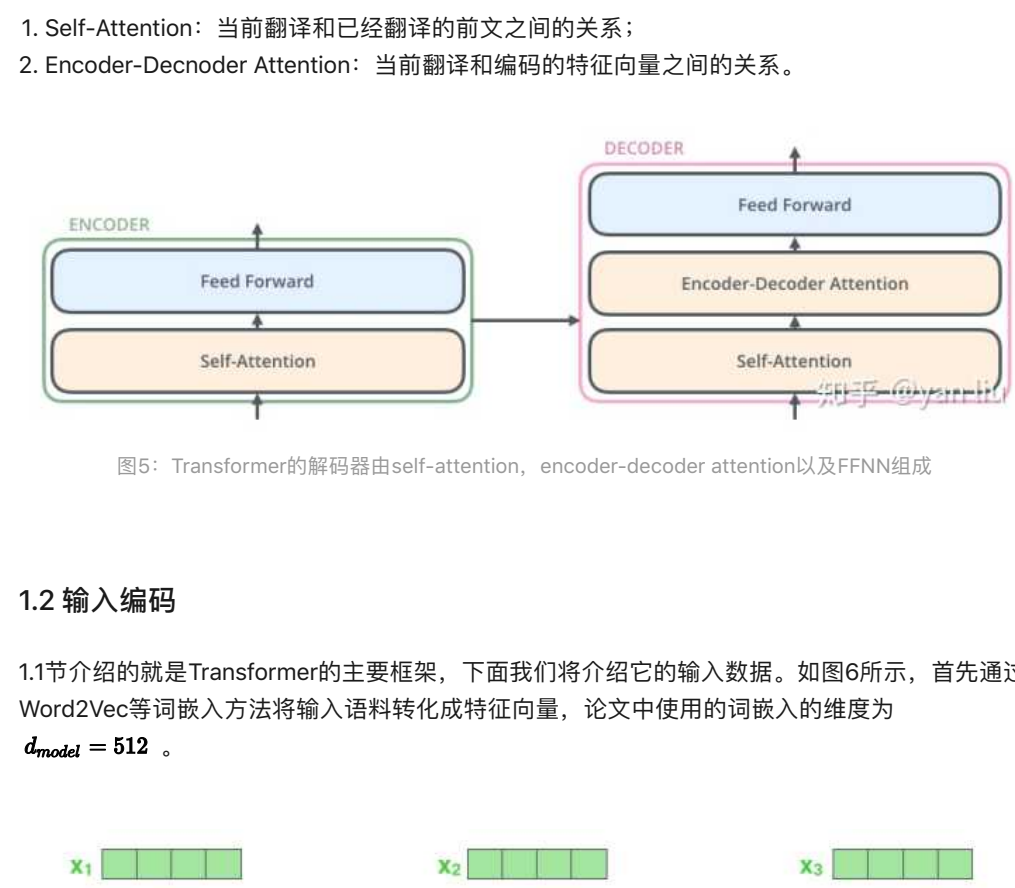 1. Self-Attention：当前翻译和已经翻译的前文之间的关系；
2. Encoder-Decnoder Attention：当前翻译和编码的特征向量之间的关系。
DECODER
Feed Forward
ENCODER
Feed Forward
Encoder-Decoder Attention
Self-Attention
Self-Attention
知乎 @yan liu
图5：Transformer的解码器由self-attention，encoder-decoder attention以及FFNN组成
1.2 输入编码
1.1节介绍的就是Transformer的主要框架，下面我们将介绍它的输入数据。如图6所示，首先通过
Word2Vec等词嵌入方法将输入语料转化成特征向量，论文中使用的词嵌入的维度为
d_model = 512 。
x₁ x₂ x₃